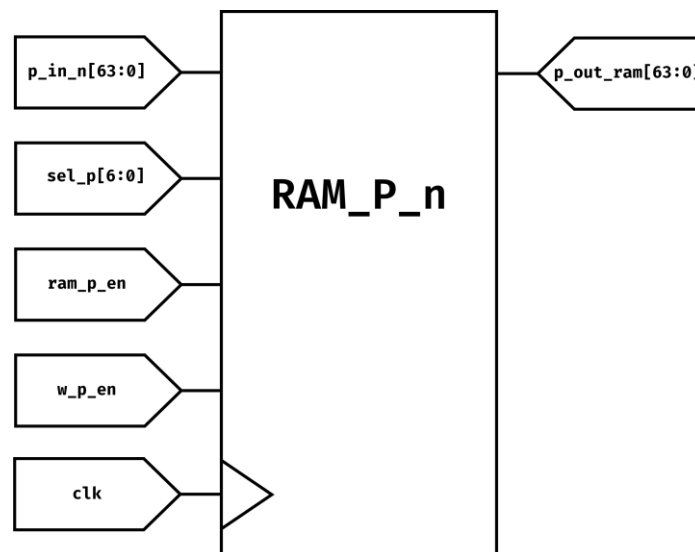 p_in_n[63:0]
sel_p[6:0]
ram_p_en
w_p_en
clk
RAM_P_n
p_out_ram[63:0]